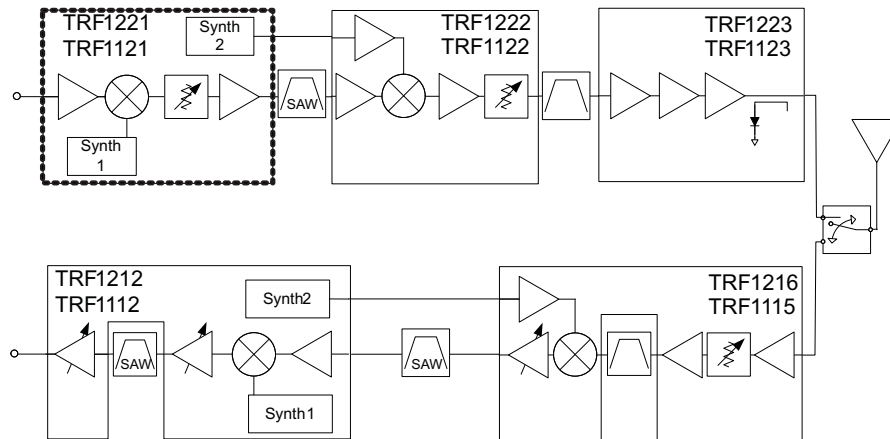 TRF1221
TRF1121
Synth
2
Synth
1
SAW
TRF1222
TRF1122
TRF1223
TRF1123
TRF1212
TRF1112
Synth2
SAW
Synth1
SAW
TRF1216
TRF1115